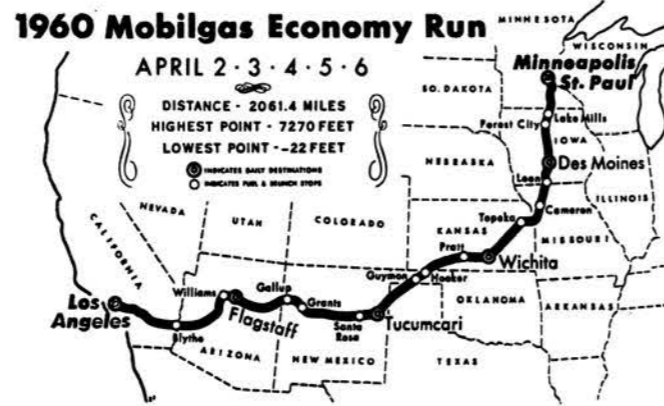 1960 Mobilgas Economy Run
APRIL 2 · 3 · 4 · 5 · 6
DISTANCE - 2061.4 MILES
HIGHEST POINT - 7270 FEET
LOWEST POINT - -22 FEET
INDICATES DAILY DESTINATIONS
INDICATES FUEL & BRUNCH STOPS
MINNESOTA
WISCONSIN
Minneapolis
St. Paul
SO. DAKOTA
Forest City
Lake Mills
IOWA
NEBRASKA
Des Moines
Leon
ILLINOIS
NEVADA
UTAH
COLORADO
KANSAS
Topeka
Cameron
MISSOURI
CALIFORNIA
Pratt
Wichita
Guymon
Hooker
Williams
Gallup
Los
Angeles
Flagstaff
Grants
OKLAHOMA
ARKANSAS
Blythe
Santa
Rosa
Tucumcari
ARIZONA
NEW MEXICO
TEXAS